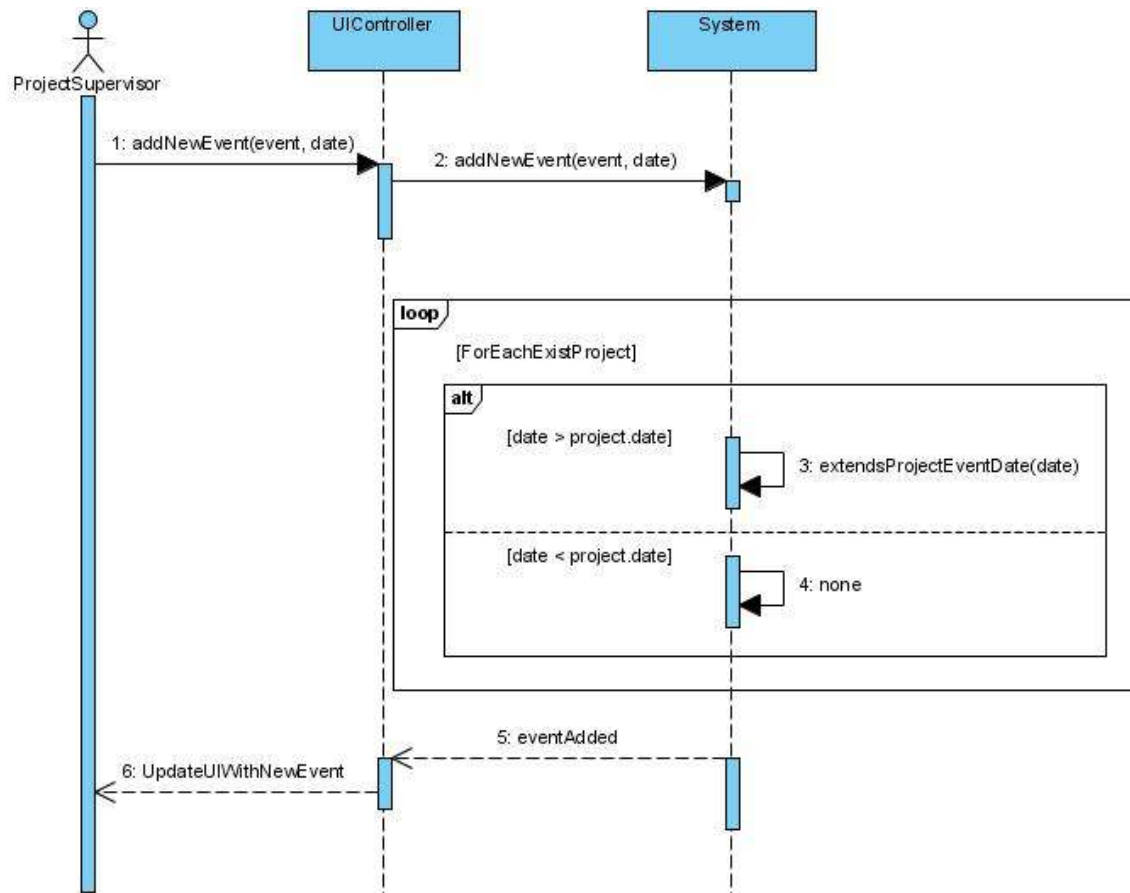 UIController
System
ProjectSupervisor
1: addNewEvent(event, date)
2: addNewEvent(event, date)
loop
[ForEachExistProject]
alt
[date > project.date]
3: extendsProjectEventDate(date)
[date < project.date]
4: none
5: eventAdded
6: UpdateUIWithNewEvent